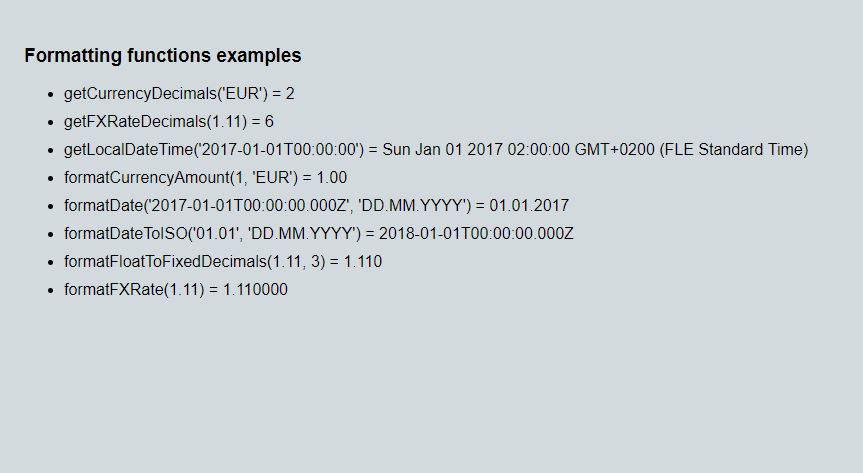 Formatting functions examples
• getCurrencyDecimals('EUR') = 2
• getFXRateDecimals(1.11) = 6
• getLocalDateTime('2017-01-01T00:00:00') = Sun Jan 01 2017 02:00:00 GMT+0200 (FLE Standard Time)
• formatCurrencyAmount(1, 'EUR') = 1.00
• formatDate('2017-01-01T00:00:00.000Z', 'DD.MM.YYYY') = 01.01.2017
• formatDateToISO('01.01', 'DD.MM.YYYY') = 2018-01-01T00:00:00.000Z
• formatFloatToFixedDecimals(1.11, 3) = 1.110
• formatFXRate(1.11) = 1.110000